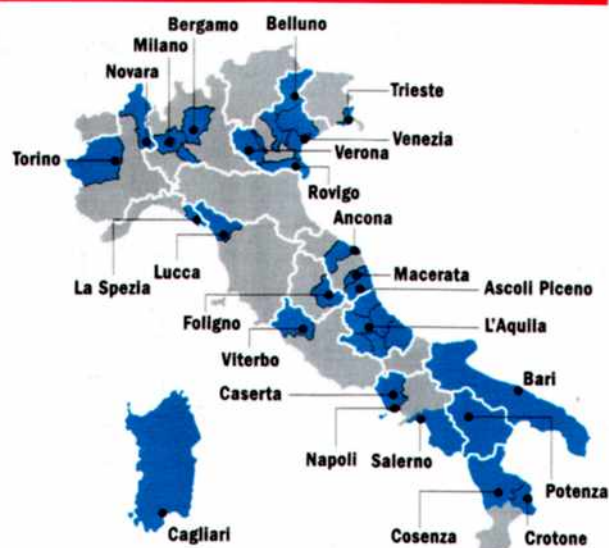 Bergamo
Belluno
Milano
Novara
Trieste
Torino
Venezia
Verona
Rovigo
Ancona
La Spezia
Lucca
Macerata
Ascoli Piceno
Foligno
L'Aquila
Viterbo
Caserta
Bari
Napoli
Salerno
Potenza
Cagliari
Cosenza
Crotone